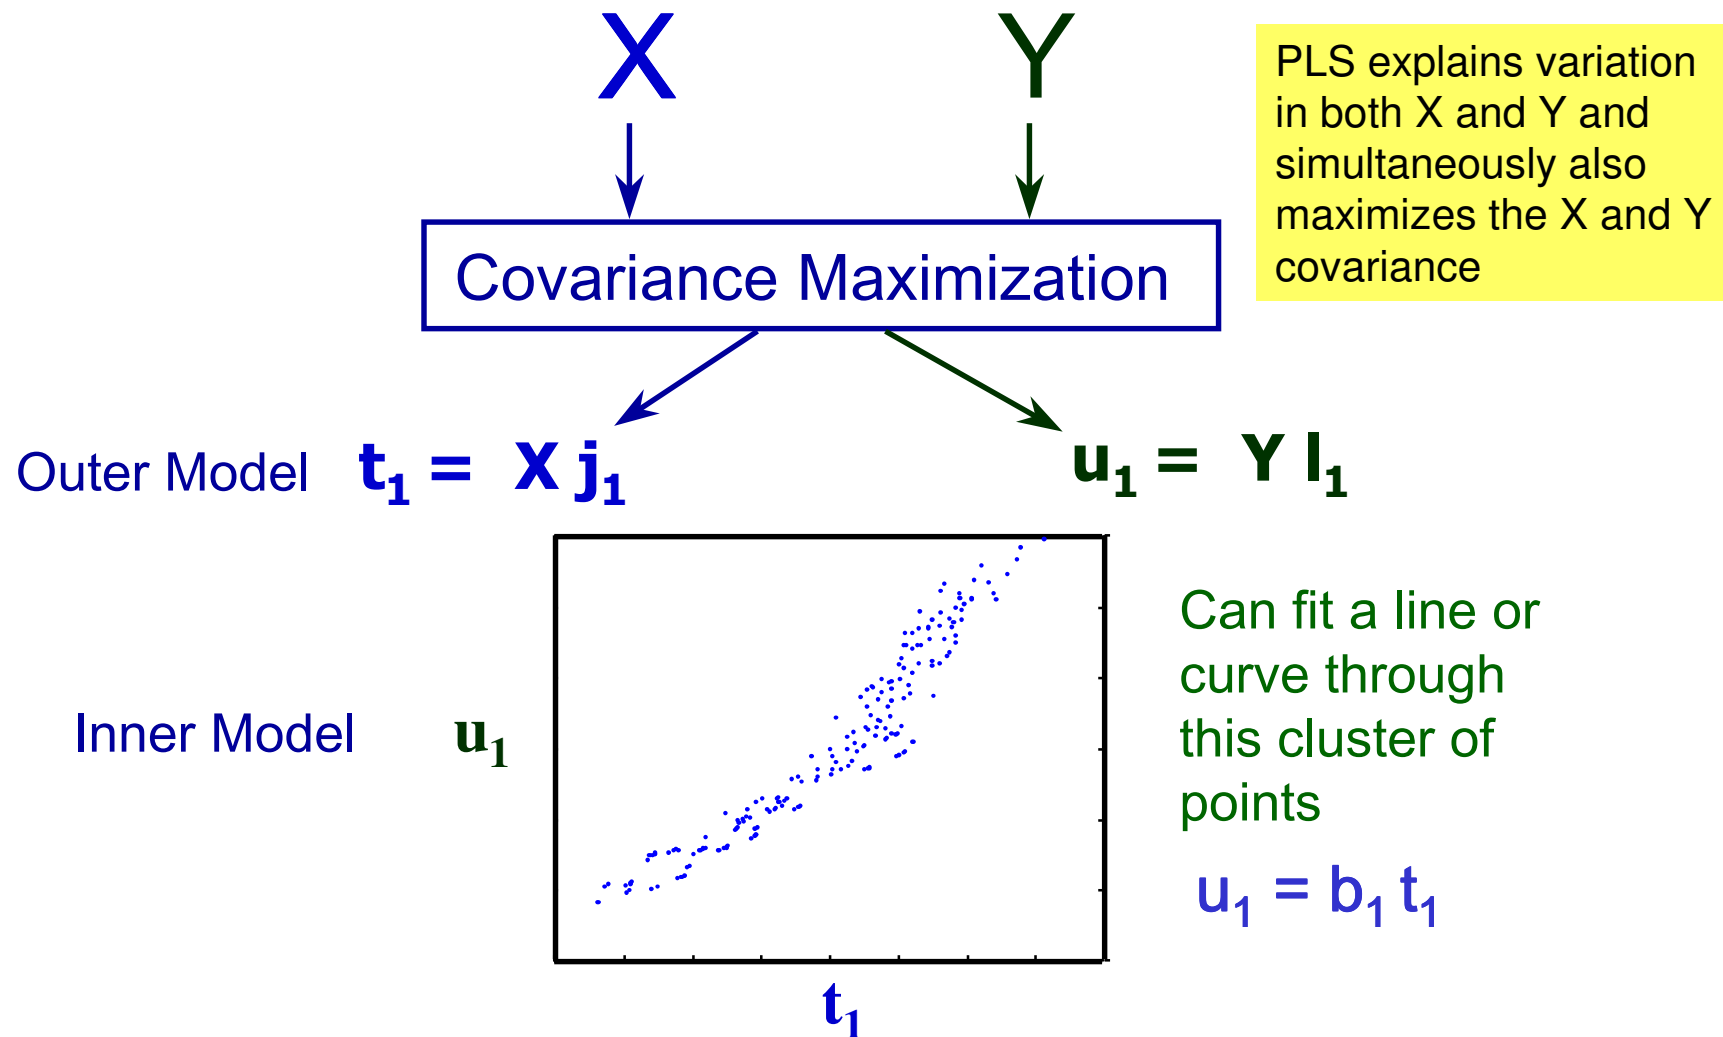 X
Y
PLS explains variation
in both X and Y and
simultaneously also
maximizes the X and Y
covariance
Covariance Maximization
Outer Model t₁ = X j₁
u₁ = Y l₁
Inner Model
u₁
t₁
Can fit a line or
curve through
this cluster of
points
u₁ = b₁ t₁